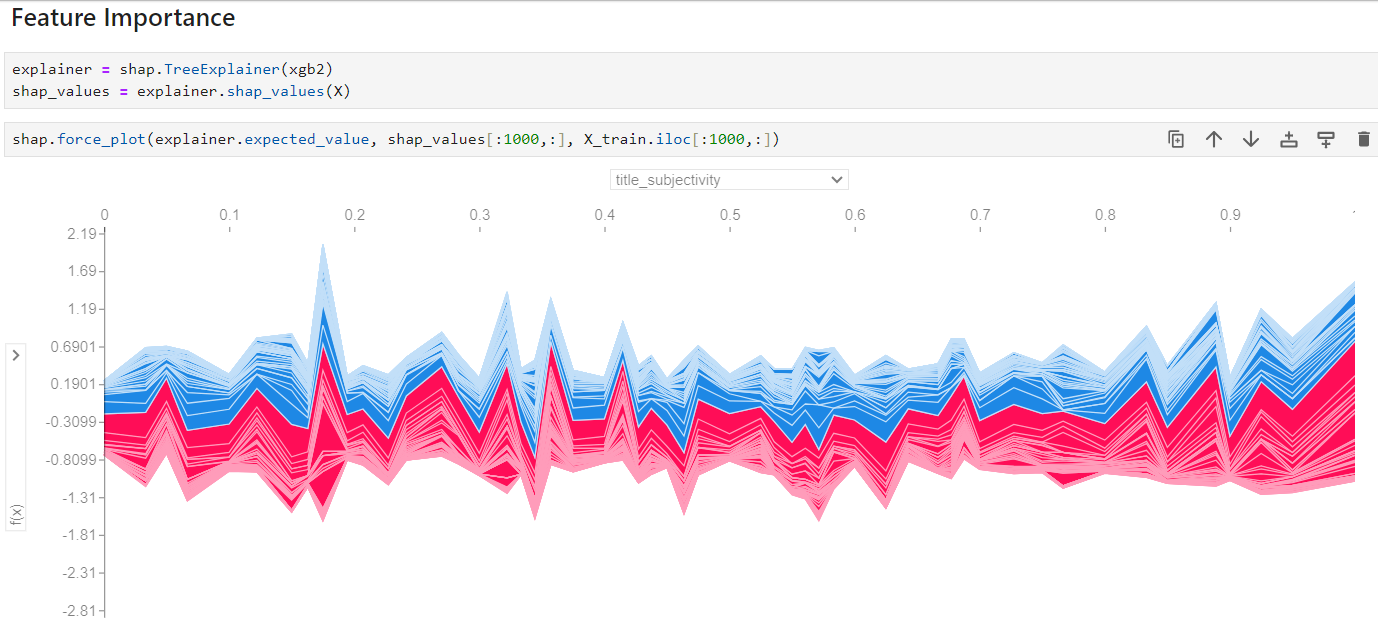 Feature Importance
explainer = shap.TreeExplainer(xgb2)
shap_values = explainer.shap_values(X)
shap.force_plot(explainer.expected_value, shap_values[:1000,:], X_train.iloc[:1000,:])
title_subjectivity
0 0.1 0.2 0.3 0.4 0.5 0.6 0.7 0.8 0.9
2.19
1.69
1.19
0.6901
0.1901
-0.3099
-0.8099
-1.31
-1.81
-2.31
-2.81
f(x)